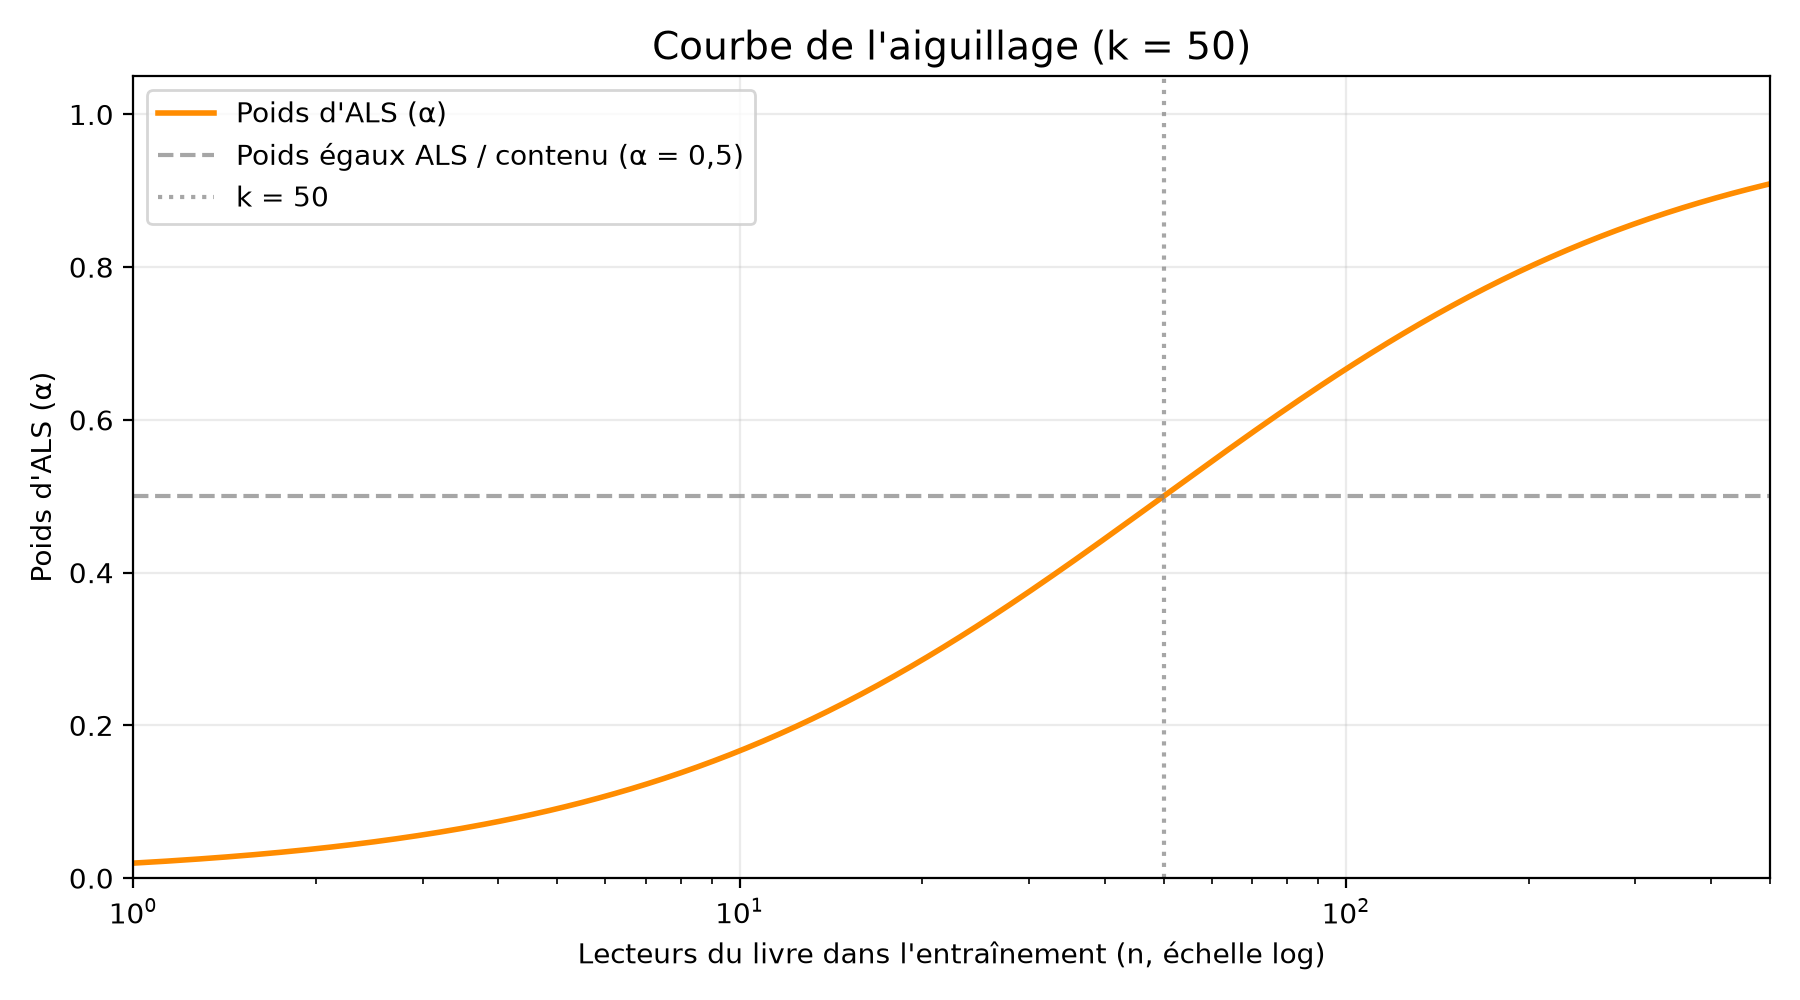 Courbe de l'aiguillage (k = 50)
Poids d'ALS (α)
Poids égaux ALS / contenu (α = 0,5)
k = 50
Poids d'ALS (α)
1.0
0.8
0.6
0.4
0.2
0.0
10⁰
10¹
10²
Lecteurs du livre dans l'entraînement (n, échelle log)